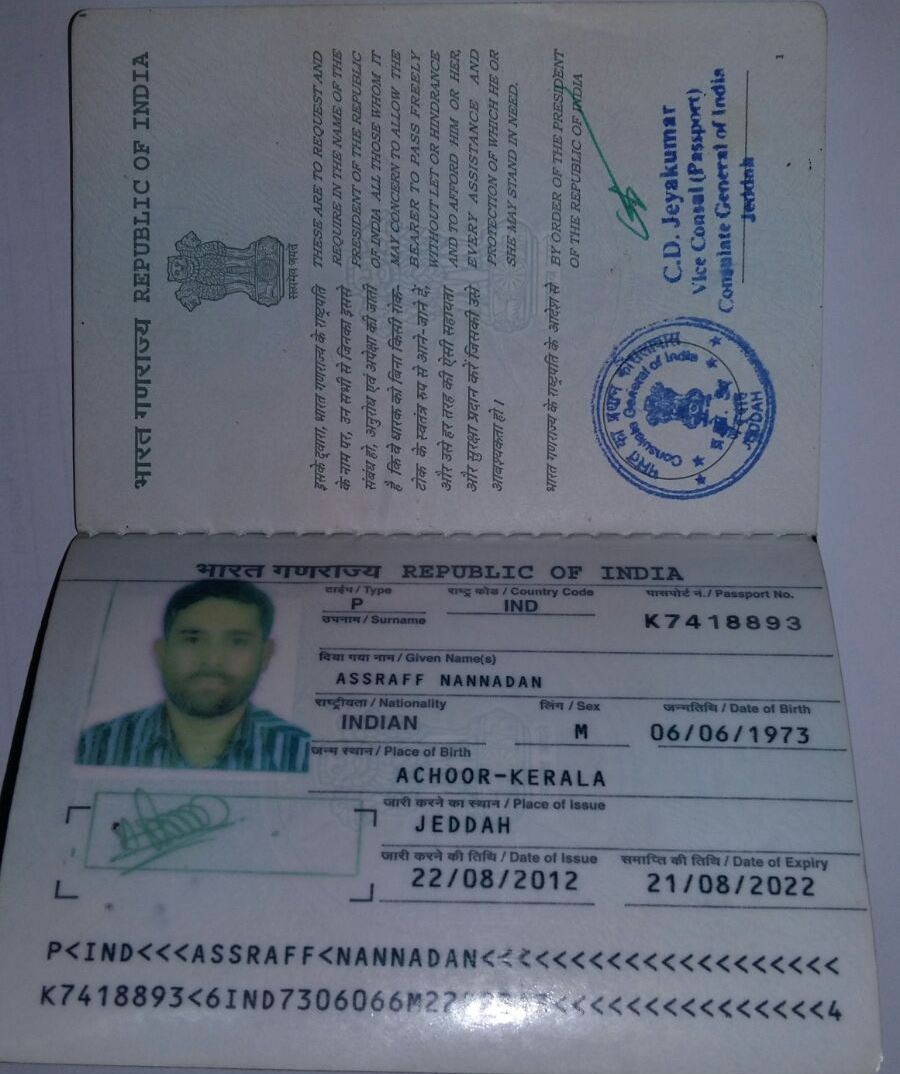 भारत गणराज्य REPUBLIC OF INDIA
सत्यमेव जयते
इसके द्वारा, भारत गणराज्य के राष्ट्रपति
के नाम पर, उन सभी से जिनका इससे
संबंध हो, अनुरोध एवं अपेक्षा की जाती
है कि वे धारक को बिना किसी रोक-
टोक के स्वतंत्र रूप से आने-जाने दें,
और उसे हर तरह की ऐसी सहायता
और सुरक्षा प्रदान करें जिसकी उसे
आवश्यकता हो।
THESE ARE TO REQUEST AND
REQUIRE IN THE NAME OF THE
PRESIDENT OF THE REPUBLIC
OF INDIA ALL THOSE WHOM IT
MAY CONCERN TO ALLOW THE
BEARER TO PASS FREELY
WITHOUT LET OR HINDRANCE
AND TO AFFORD HIM OR HER,
EVERY ASSISTANCE AND
PROTECTION OF WHICH HE OR
SHE MAY STAND IN NEED.
भारत गणराज्य के राष्ट्रपति के आदेश से
BY ORDER OF THE PRESIDENT
OF THE REPUBLIC OF INDIA
भारत का प्रधान कौंसलावास
Consulate General of India
JEDDAH
C.D. Jeyakumar
Vice Consul (Passport)
Consulate General of India
Jeddah
1
भारत गणराज्य REPUBLIC OF INDIA
टाईप / Type
राष्ट्र कोड / Country Code
पासपोर्ट नं. / Passport No.
P
IND
K7418893
उपनाम / Surname
दिया गया नाम / Given Name(s)
ASSRAFF NANNADAN
राष्ट्रीयता / Nationality
लिंग / Sex
जन्मतिथि / Date of Birth
INDIAN
M
06/06/1973
जन्म स्थान / Place of Birth
ACHOOR-KERALA
जारी करने का स्थान / Place of Issue
JEDDAH
जारी करने की तिथि / Date of Issue
समाप्ति की तिथि / Date of Expiry
22/08/2012
21/08/2022
P<IND<<<ASSRAFF<NANNADAN<<<<<<<<<<<<<<<<<<<<
K7418893<6IND7306066M22<<<<<<<<<<<<<<4